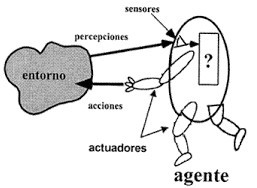 sensores
percepciones
entorno
?
acciones
actuadores
agente